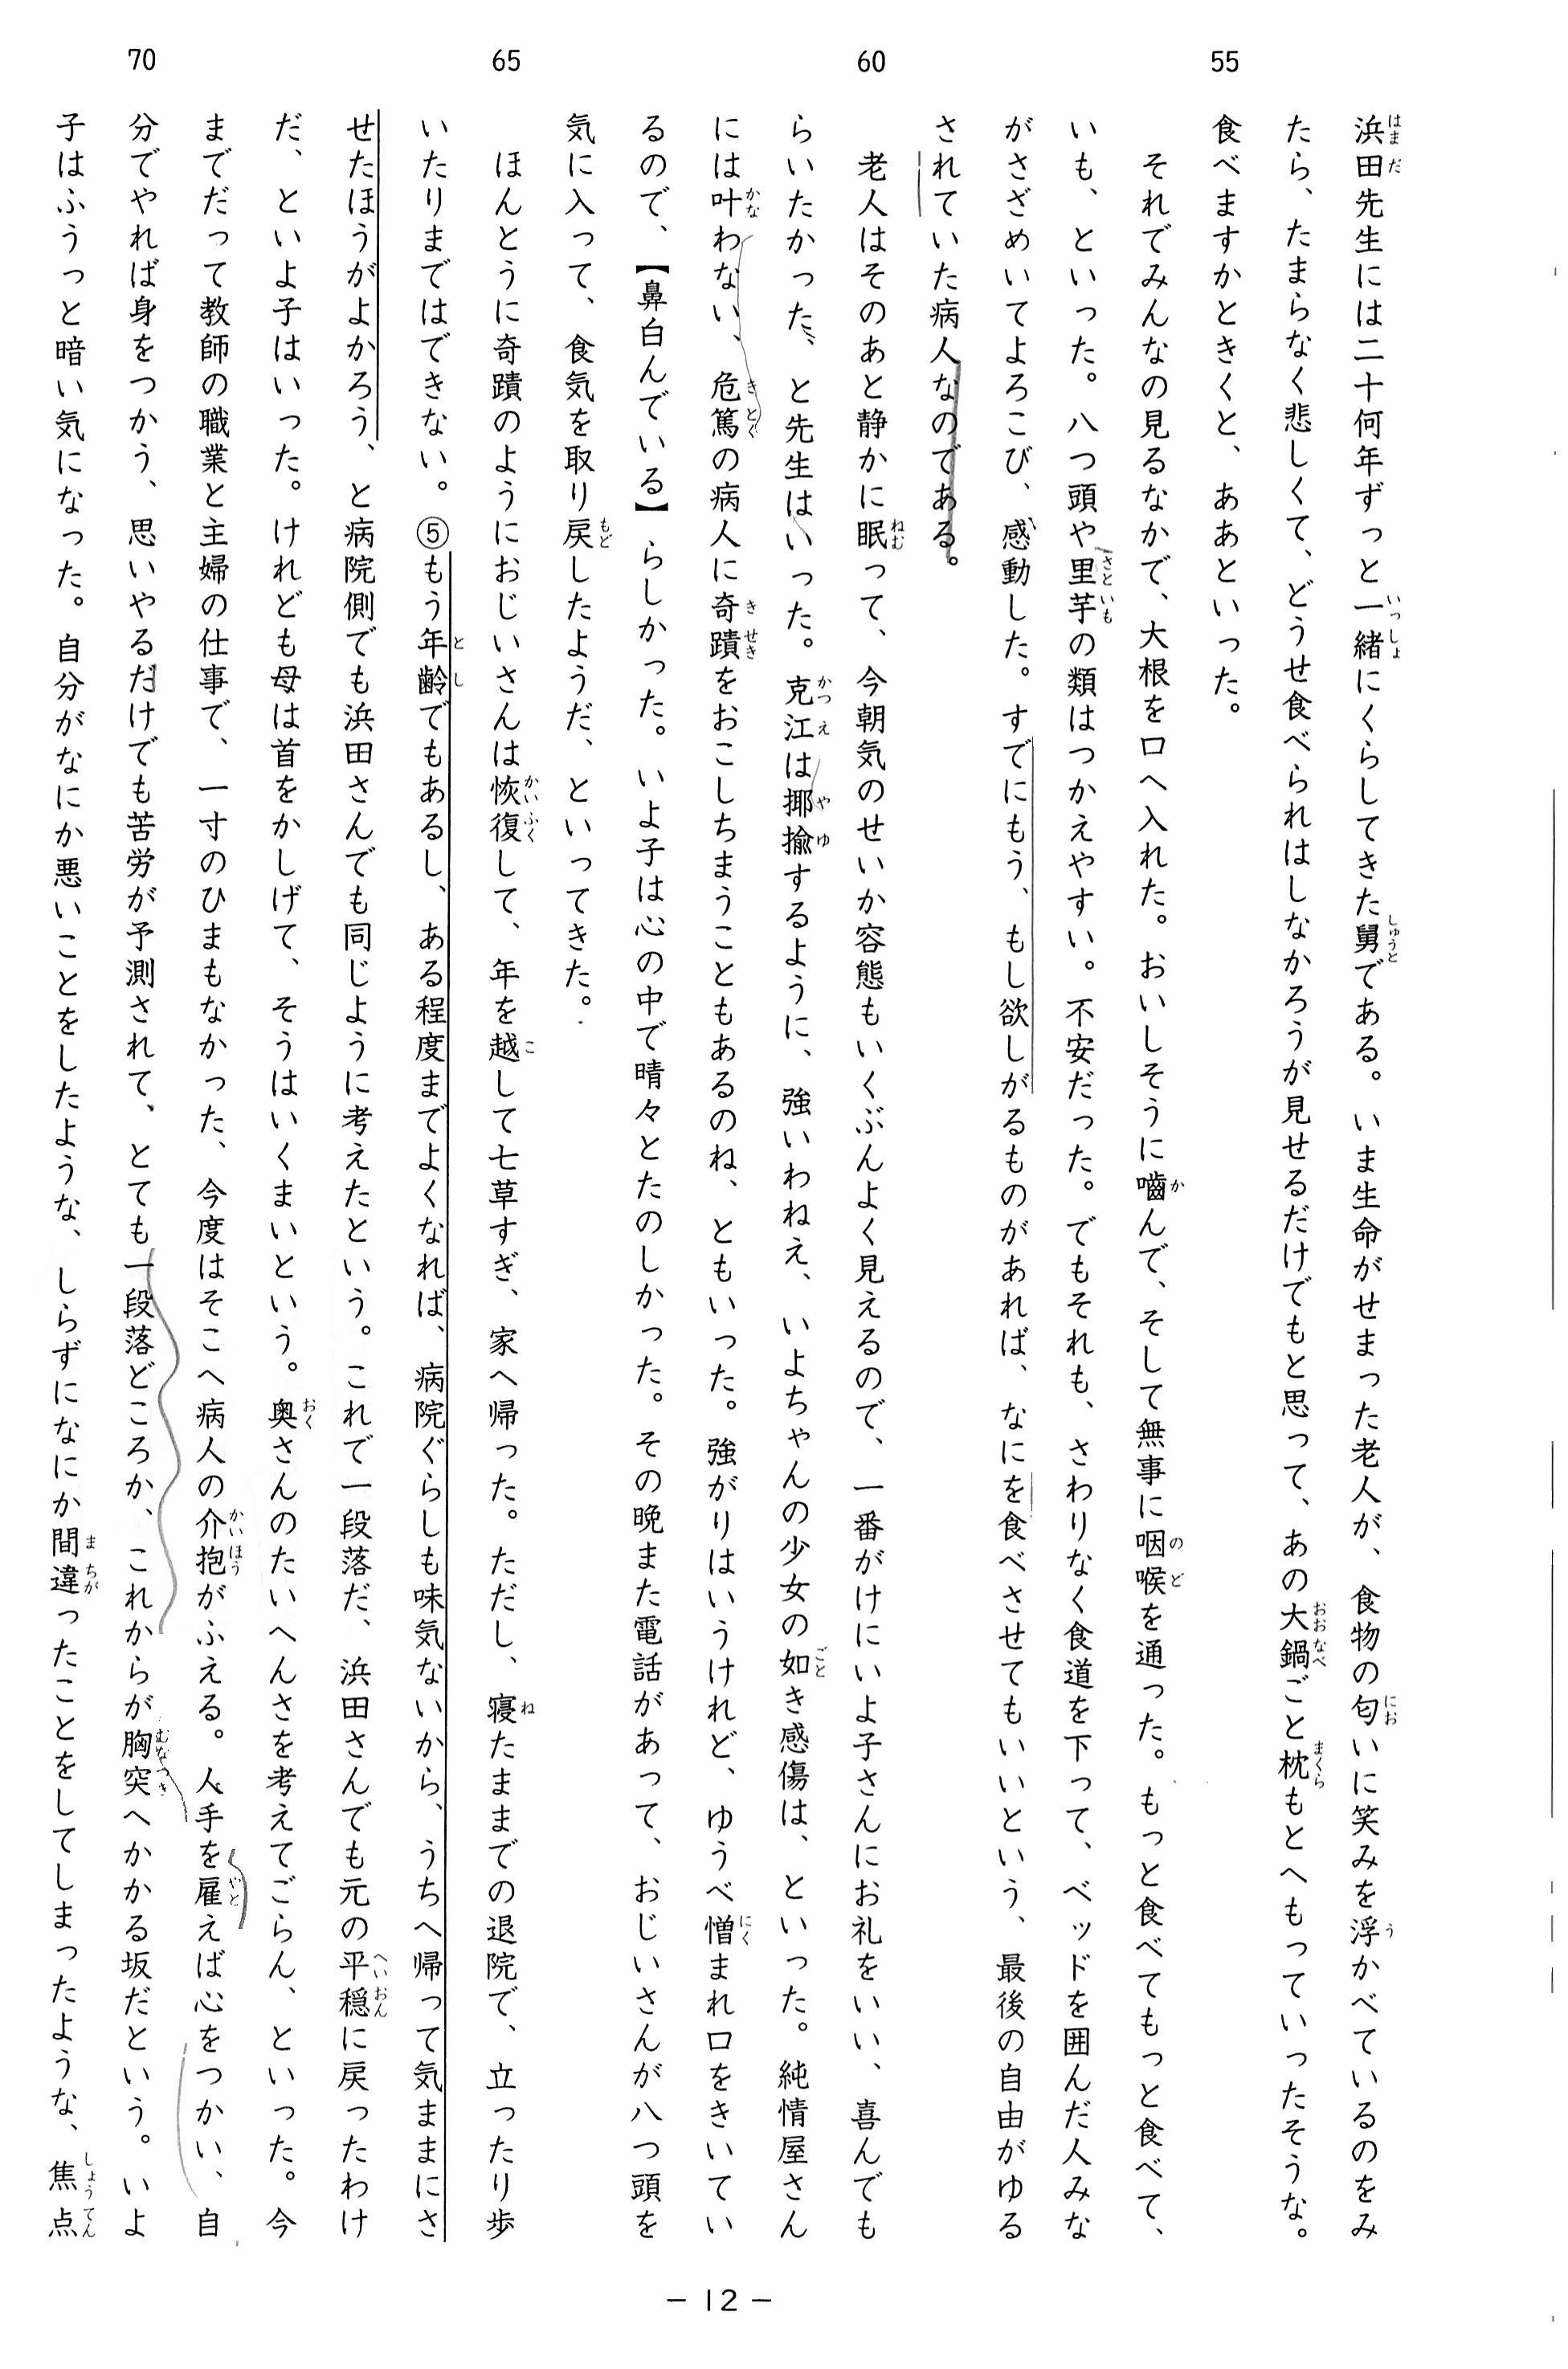 浜田先生には二十何年ずっと一緒にくらしてきた舅である。いま生命がせまった老人が、食物の匂いに笑みを浮かべているのをみ
たら、たまらなく悲しくて、どうせ食べられはしなかろうが見せるだけでもと思って、あの大鍋ごと枕もとへもっていったそうな。
55
食べますかときくと、ああといった。
それでみんなの見るなかで、大根を口へ入れた。おいしそうに嚙んで、そして無事に咽喉を通った。もっと食べてもっと食べて、
いも、といった。八つ頭や里芋の類はつかえやすい。不安だった。でもそれも、さわりなく食道を下って、ベッドを囲んだ人みな
がさざめいてよろこび、感動した。すでにもう、もし欲しがるものがあれば、なにを食べさせてもいいという、最後の自由がゆる
されていた病人なのである。
60
老人はそのあと静かに眠って、今朝気のせいか容態もいくぶんよく見えるので、一番がけにいよ子さんにお礼をいい、喜んでも
らいたかった、と先生はいった。克江は揶揄するように、強いわねえ、いよちゃんの少女の如き感傷は、といった。純情屋さん
には叶わない、危篤の病人に奇蹟をおこしちまうこともあるのね、ともいった。強がりはいうけれど、ゆうべ憎まれ口をきいてい
るので、【鼻白んでいる】らしかった。いよ子は心の中で晴々とたのしかった。その晩また電話があって、おじいさんが八つ頭を
気に入って、食気を取り戻したようだ、といってきた。
65
ほんとうに奇蹟のようにおじいさんは恢復して、年を越して七草すぎ、家へ帰った。ただし、寝たままでの退院で、立ったり歩
いたりまではできない。⑤もう年齢でもあるし、ある程度までよくなれば、病院ぐらしも味気ないから、うちへ帰って気ままにさ
せたほうがよかろう、と病院側でも浜田さんでも同じように考えたという。これで一段落だ、浜田さんでも元の平穏に戻ったわけ
だ、といよ子はいった。けれども母は首をかしげて、そうはいくまいという。奥さんのたいへんさを考えてごらん、といった。今
までだって教師の職業と主婦の仕事で、一寸のひまもなかった、今度はそこへ病人の介抱がふえる。人手を雇えば心をつかい、自
70
分でやれば身をつかう、思いやるだけでも苦労が予測されて、とても一段落どころか、これからが胸突へかかる坂だという。いよ
子はふうっと暗い気になった。自分がなにか悪いことをしたような、しらずになにか間違ったことをしてしまったような、焦点
－12－